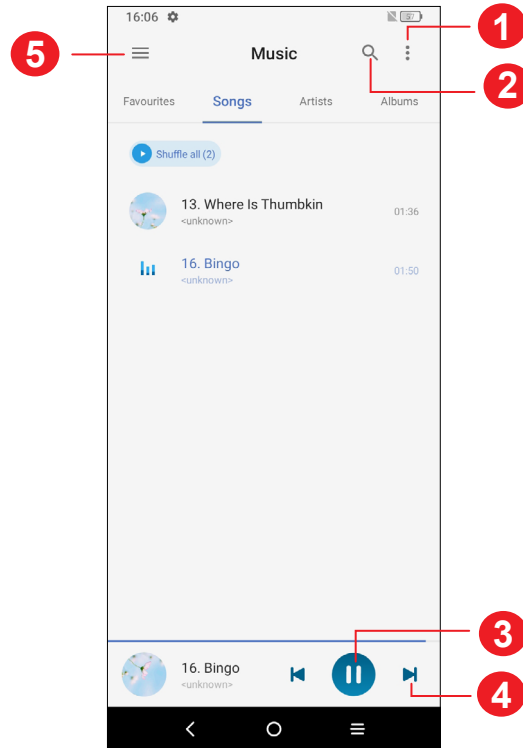 16:06
57
1
5
Music
2
Favourites Songs Artists Albums
Shuffle all (2)
13. Where Is Thumbkin
01:36
<unknown>
16. Bingo
01:50
<unknown>
3
16. Bingo
<unknown>
4